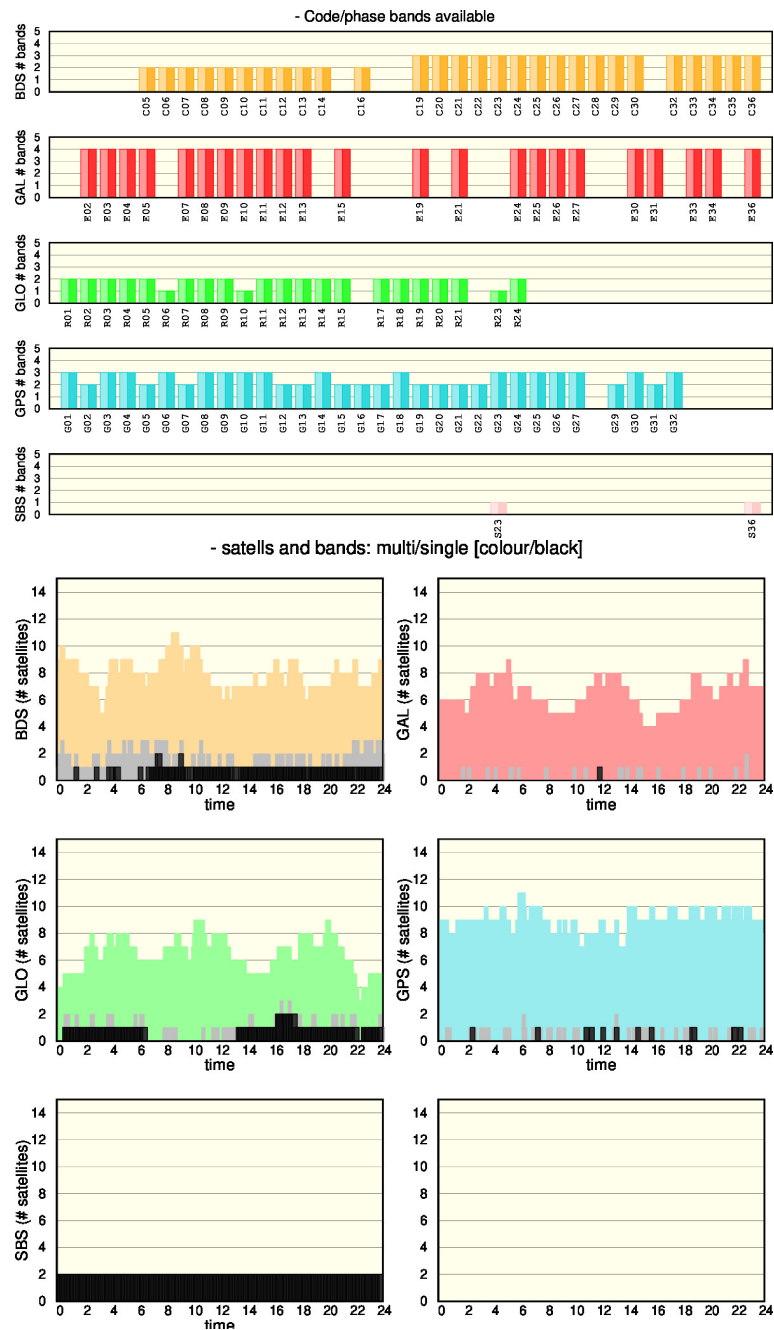 - Code/phase bands available
BDS # bands
5
4
3
2
1
0
C05 C06 C07 C08 C09 C10 C11 C12 C13 C14 C16 C19 C20 C21 C22 C23 C24 C25 C26 C27 C28 C29 C30 C32 C33 C34 C35 C36
GAL # bands
5
4
3
2
1
0
E02 E03 E04 E05 E07 E08 E09 E10 E11 E12 E13 E15 E19 E21 E24 E25 E26 E27 E30 E31 E33 E34 E36
GLO # bands
5
4
3
2
1
0
R01 R02 R03 R04 R05 R06 R07 R08 R09 R10 R11 R12 R13 R14 R15 R17 R18 R19 R20 R21 R23 R24
GPS # bands
5
4
3
2
1
0
G01 G02 G03 G04 G05 G06 G07 G08 G09 G10 G11 G12 G13 G14 G15 G16 G17 G18 G19 G20 G21 G22 G23 G24 G25 G26 G27 G29 G30 G31 G32
SBS # bands
5
4
3
2
1
0
S23 S36
- satells and bands: multi/single [colour/black]
BDS (# satellites)
14
12
10
8
6
4
2
0
0 2 4 6 8 10 12 14 16 18 20 22 24
time
GAL (# satellites)
14
12
10
8
6
4
2
0
0 2 4 6 8 10 12 14 16 18 20 22 24
time
GLO (# satellites)
14
12
10
8
6
4
2
0
0 2 4 6 8 10 12 14 16 18 20 22 24
time
GPS (# satellites)
14
12
10
8
6
4
2
0
0 2 4 6 8 10 12 14 16 18 20 22 24
time
SBS (# satellites)
14
12
10
8
6
4
2
0
0 2 4 6 8 10 12 14 16 18 20 22 24
time
14
12
10
8
6
4
2
0
0 2 4 6 8 10 12 14 16 18 20 22 24